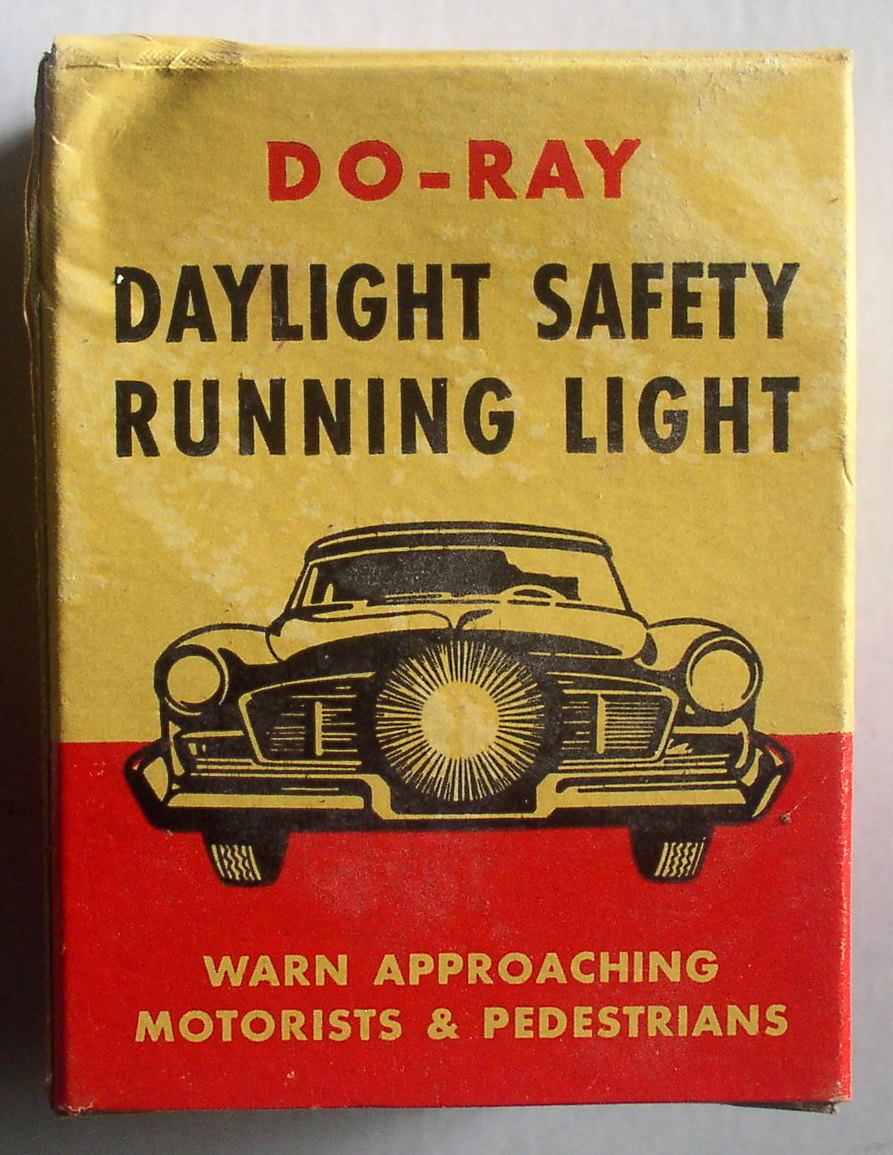 DO-RAY
DAYLIGHT SAFETY
RUNNING LIGHT
WARN APPROACHING
MOTORISTS & PEDESTRIANS